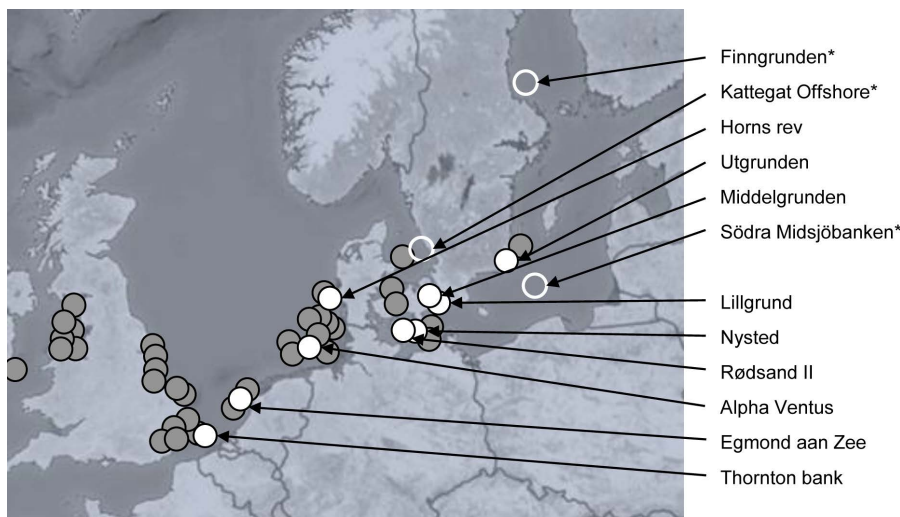 Finngrunden*
Kattegat Offshore*
Horns rev
Utgrunden
Middelgrunden
Södra Midsjöbanken*
Lillgrund
Nysted
Rødsand II
Alpha Ventus
Egmond aan Zee
Thornton bank